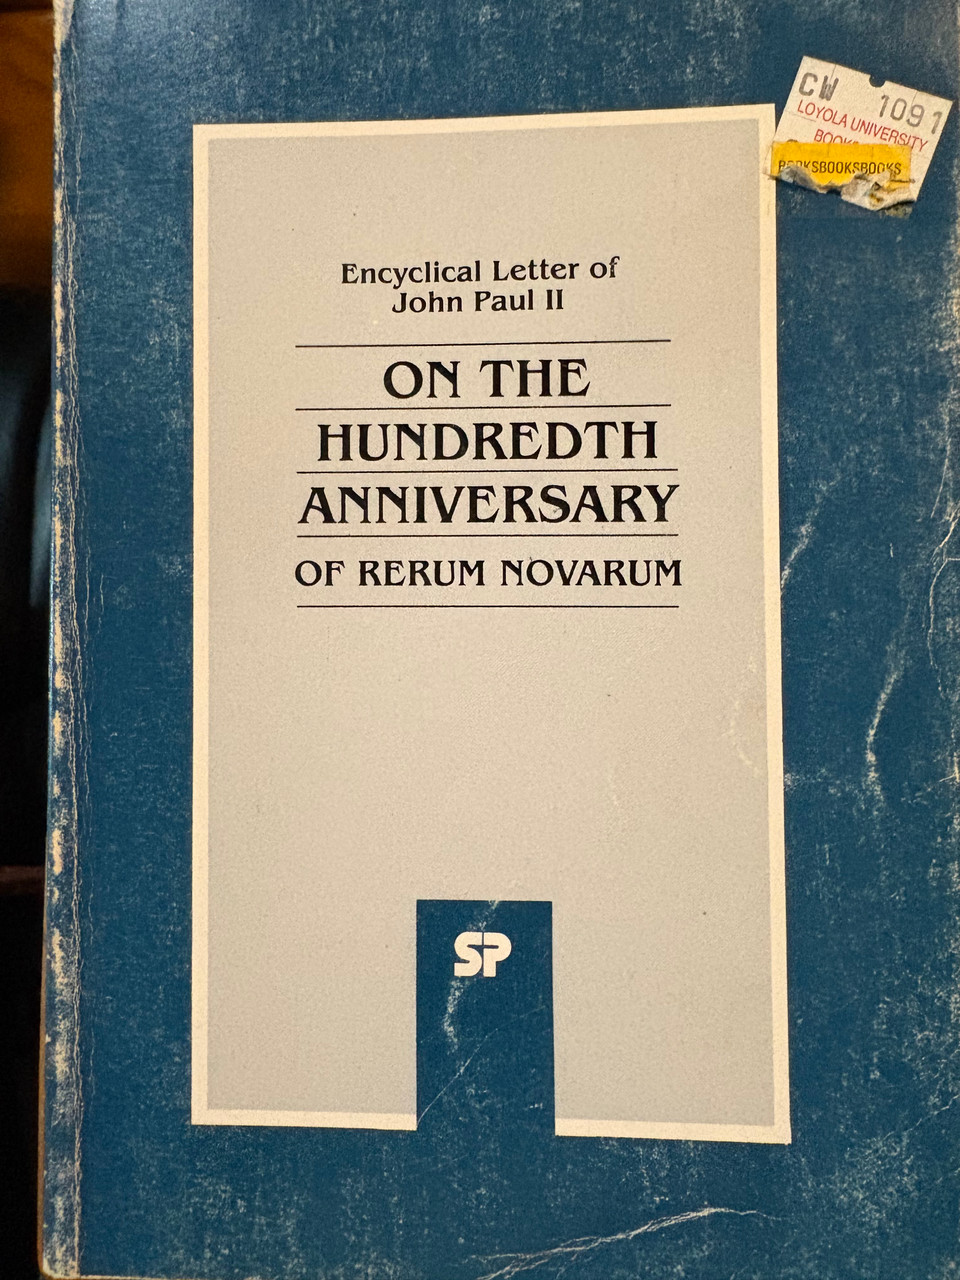 CW 1091
LOYOLA UNIVERSITY
BOOKSBOOKSBOOKS
Encyclical Letter of
John Paul II
ON THE
HUNDREDTH
ANNIVERSARY
OF RERUM NOVARUM
SP